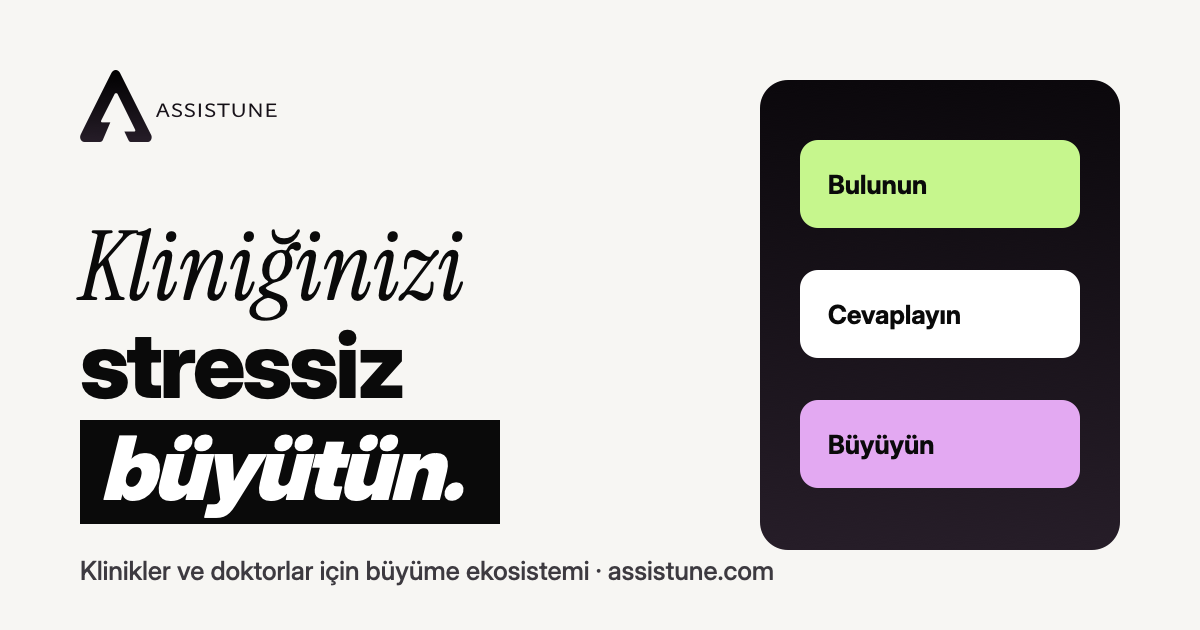 ASSISTUNE
Kliniğinizi
stressiz
büyütün.
Klinikler ve doktorlar için büyüme ekosistemi · assistune.com
Bulunun
Cevaplayın
Büyüyün